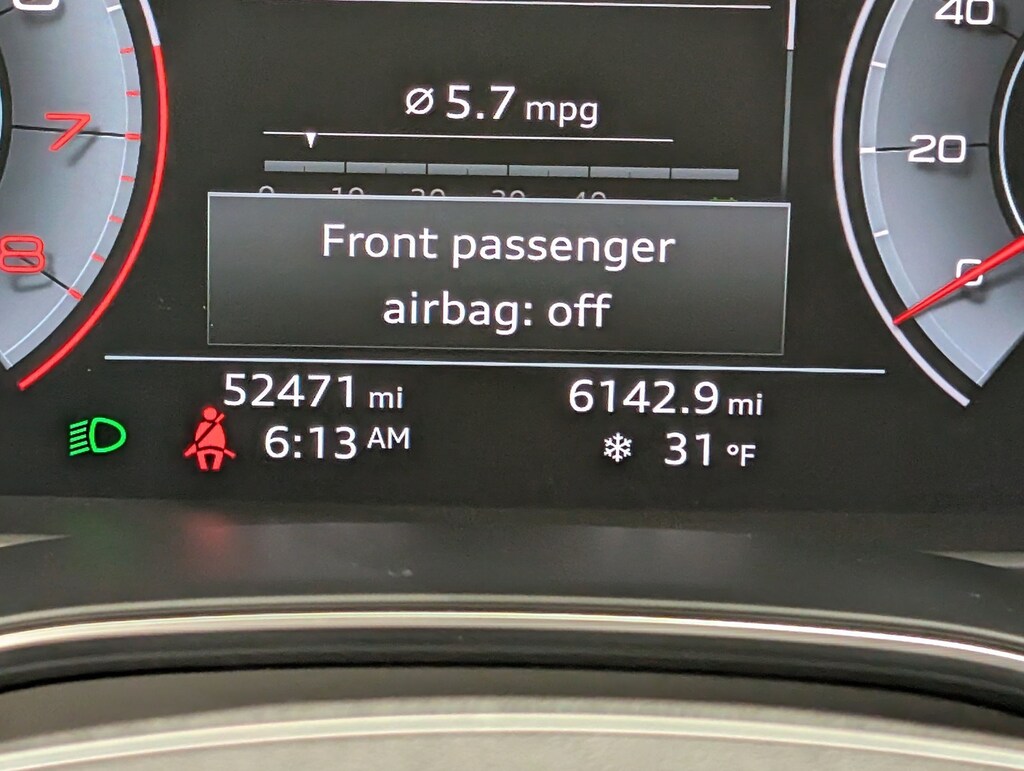 40
Ø 5.7 mpg
7
20
Front passenger
8
airbag: off
0
52471 mi
6142.9 mi
6:13 AM
31 °F